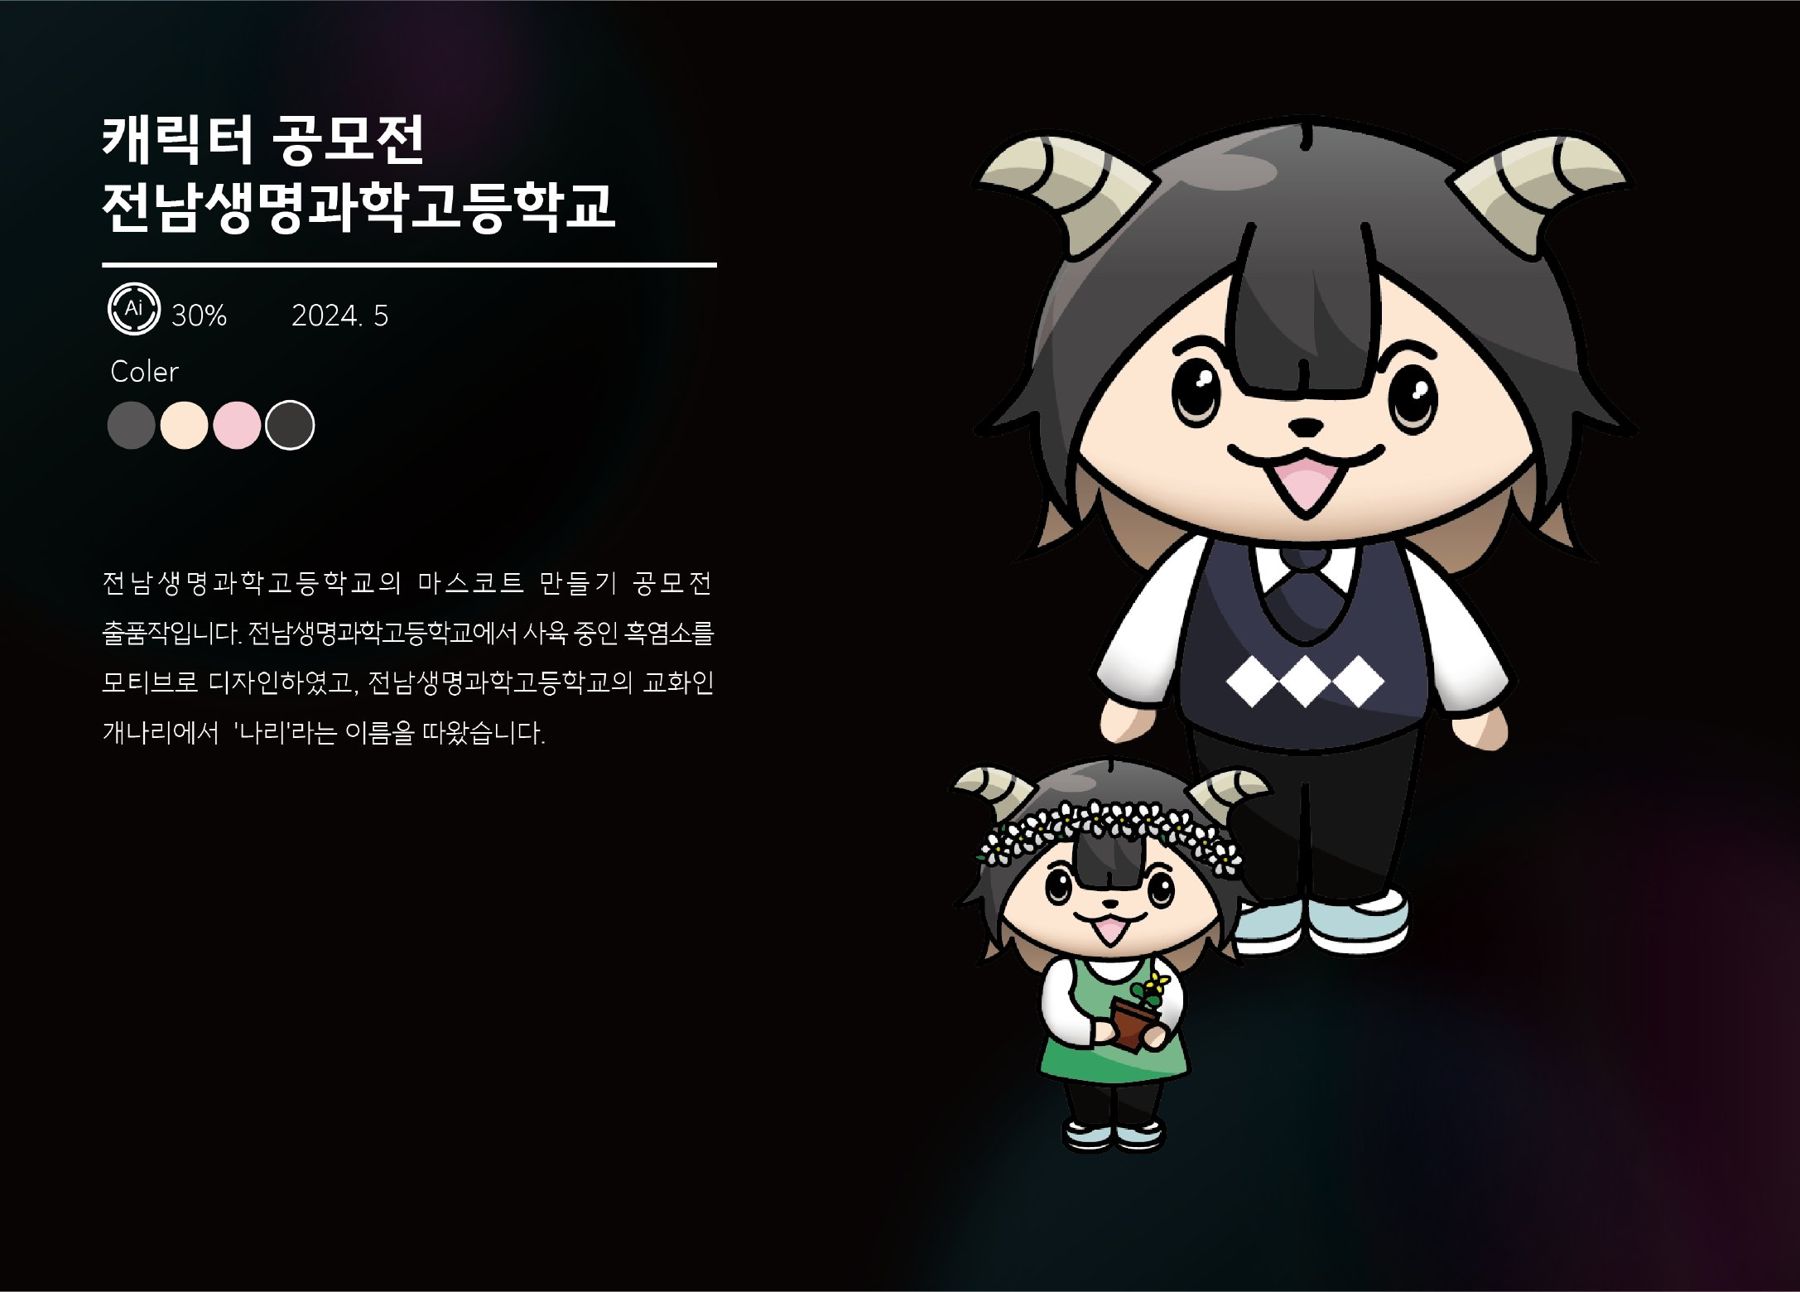 캐릭터 공모전
전남생명과학고등학교
Ai 30% 2024. 5
Coler
전남생명과학고등학교의 마스코트 만들기 공모전
출품작입니다. 전남생명과학고등학교에서 사육 중인 흑염소를
모티브로 디자인하였고, 전남생명과학고등학교의 교화인
개나리에서 '나리'라는 이름을 따왔습니다.